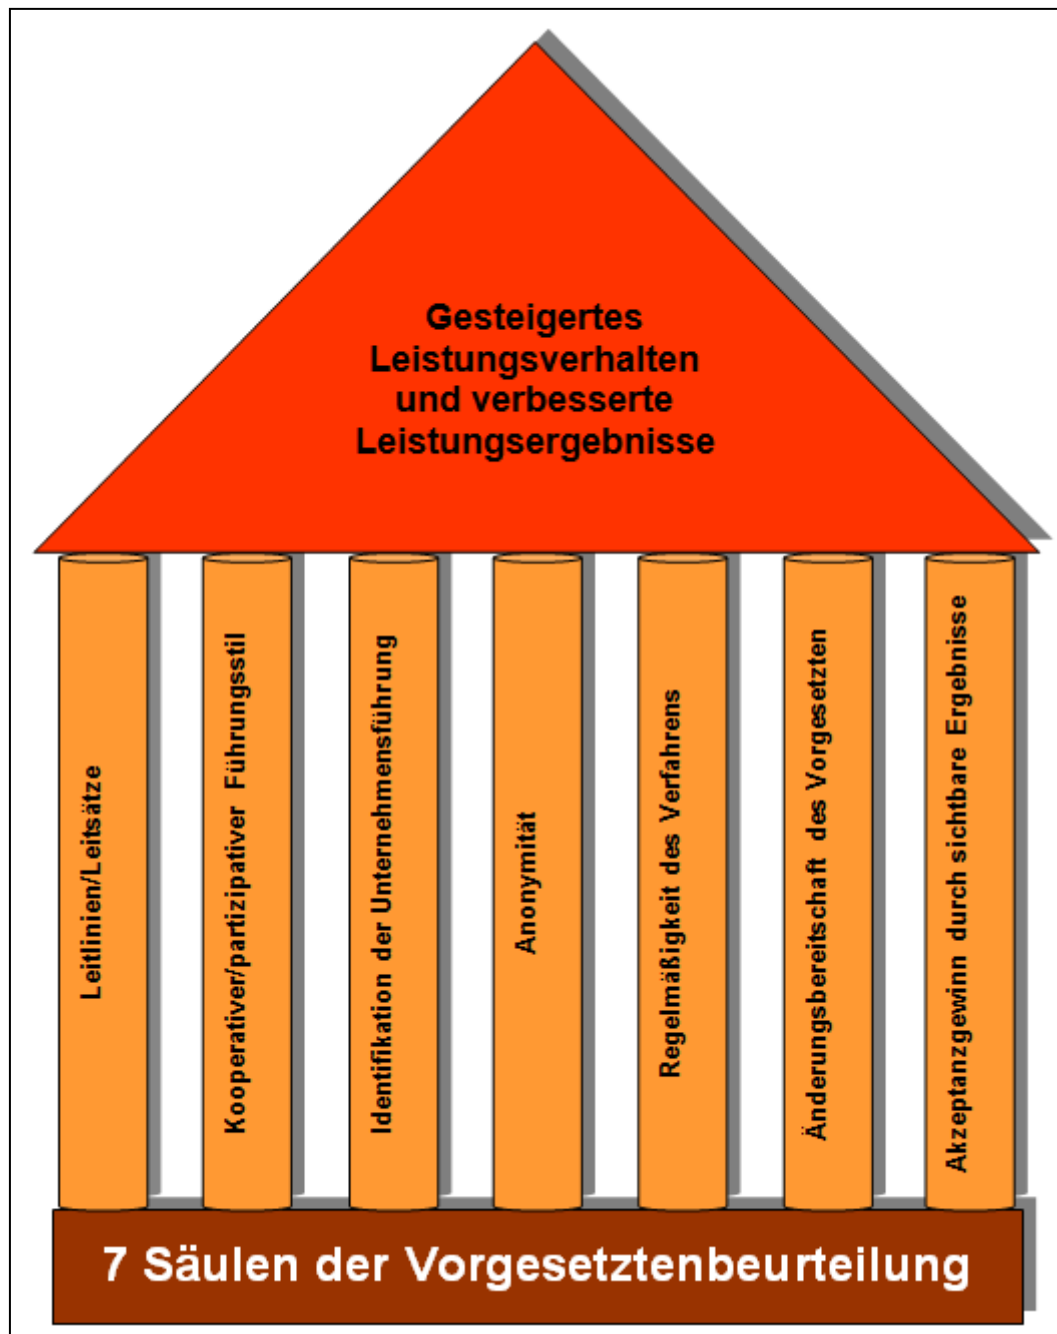 Gesteigertes
Leistungsverhalten
und verbesserte
Leistungsergebnisse
Leitlinien/Leitsätze
Kooperativer/partizipativer Führungsstil
Identifikation der Unternehmensführung
Anonymität
Regelmäßigkeit des Verfahrens
Änderungsbereitschaft des Vorgesetzten
Akzeptanzgewinn durch sichtbare Ergebnisse
7 Säulen der Vorgesetztenbeurteilung